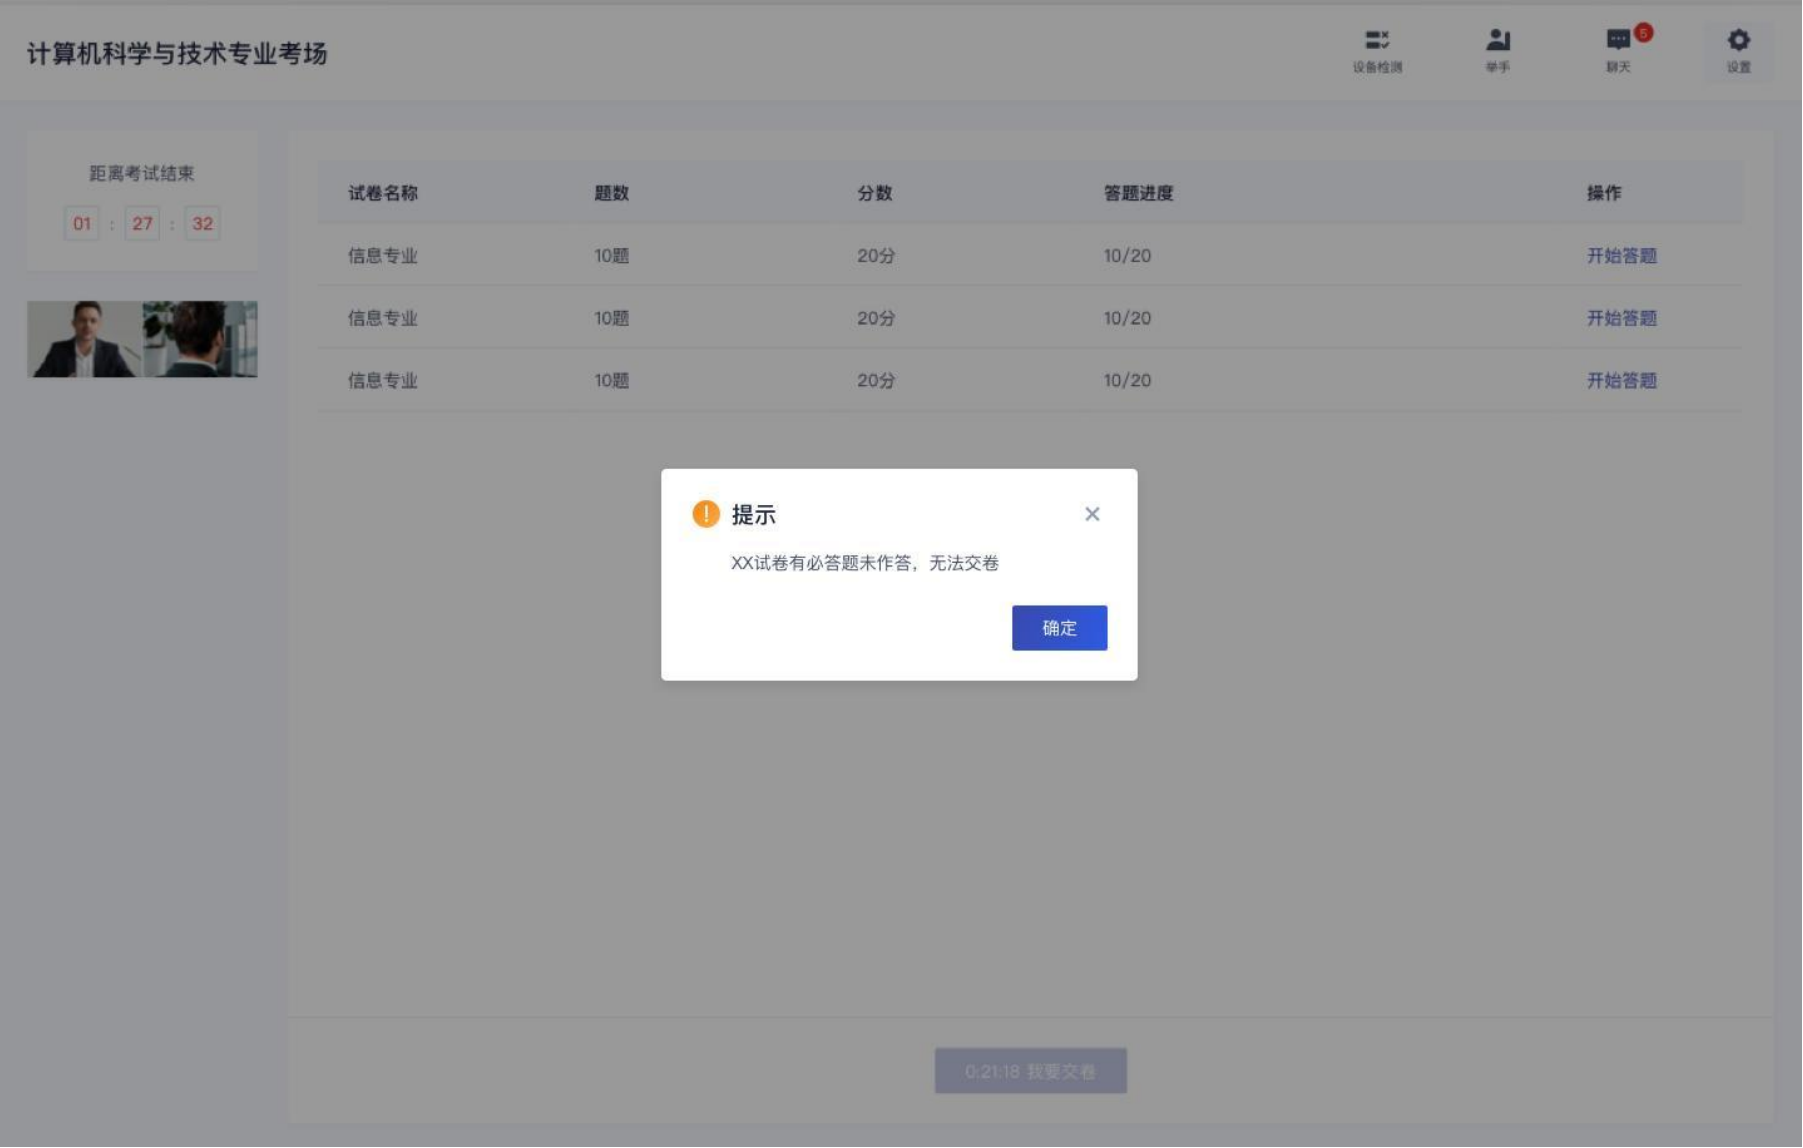 计算机科学与技术专业考场
设备检测
举手
5
聊天
设置
距离考试结束
01 : 27 : 32
试卷名称 题数 分数 答题进度 操作
信息专业 10题 20分 10/20 开始答题
信息专业 10题 20分 10/20 开始答题
信息专业 10题 20分 10/20 开始答题
提示
XX试卷有必答题未作答，无法交卷
确定
0:21:18 我要交卷